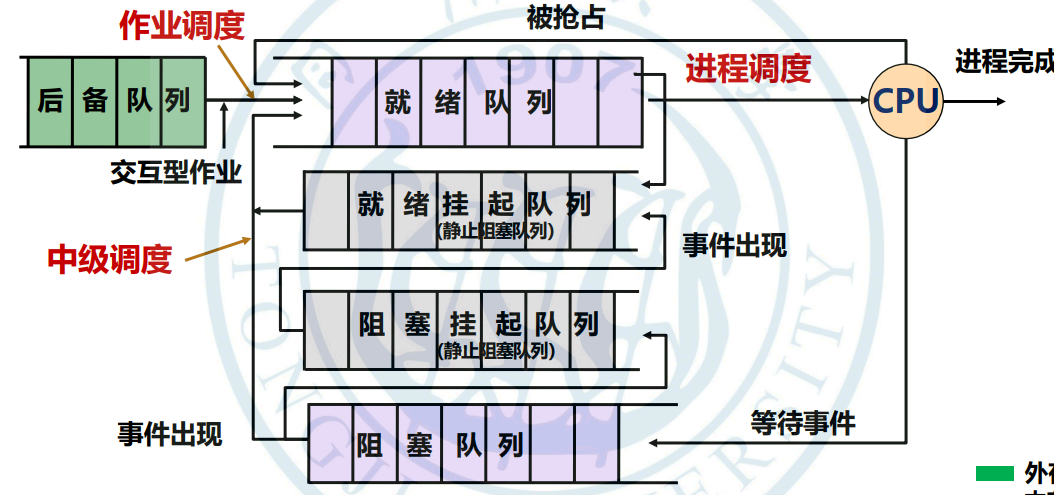 被抢占
作业调度
进程调度
进程完成
后备队列
就绪队列
CPU
交互型作业
就绪挂起队列
(静止阻塞队列)
事件出现
中级调度
阻塞挂起队列
(静止阻塞队列)
事件出现
阻塞队列
等待事件
1907
TONGJI UNIVERSITY